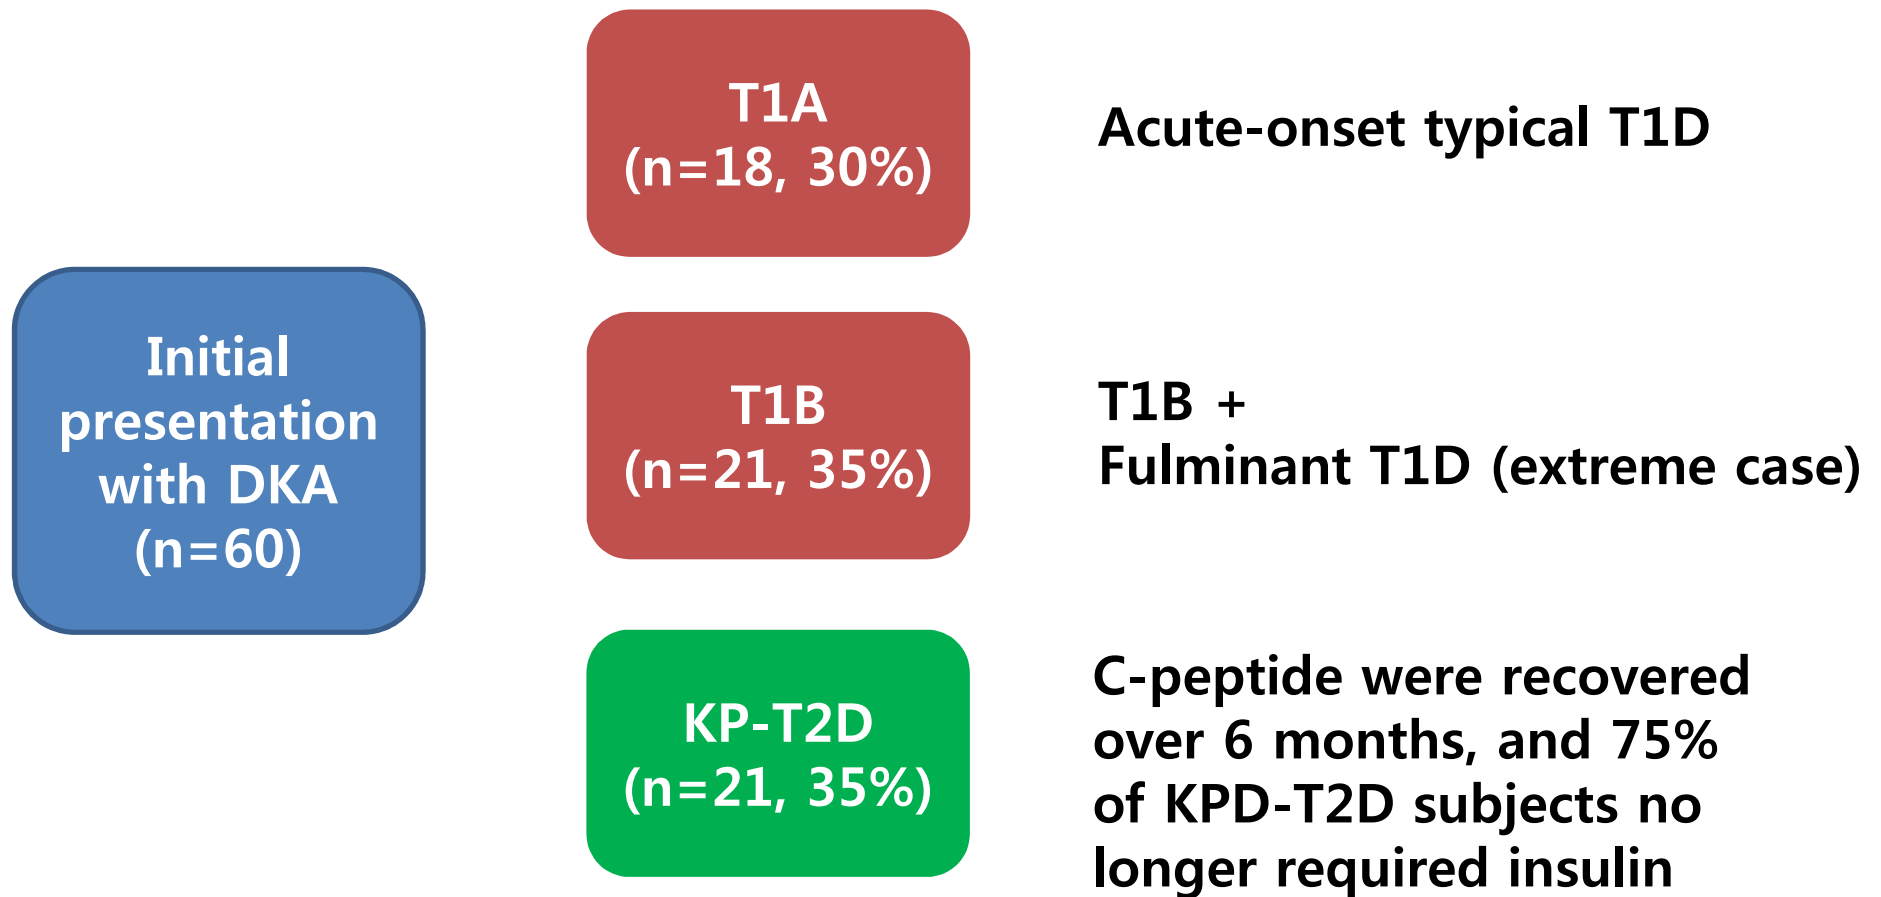 Initial
presentation
with DKA
(n=60)
T1A
(n=18, 30%)
Acute-onset typical T1D
T1B
(n=21, 35%)
T1B +
Fulminant T1D (extreme case)
KP-T2D
(n=21, 35%)
C-peptide were recovered
over 6 months, and 75%
of KPD-T2D subjects no
longer required insulin